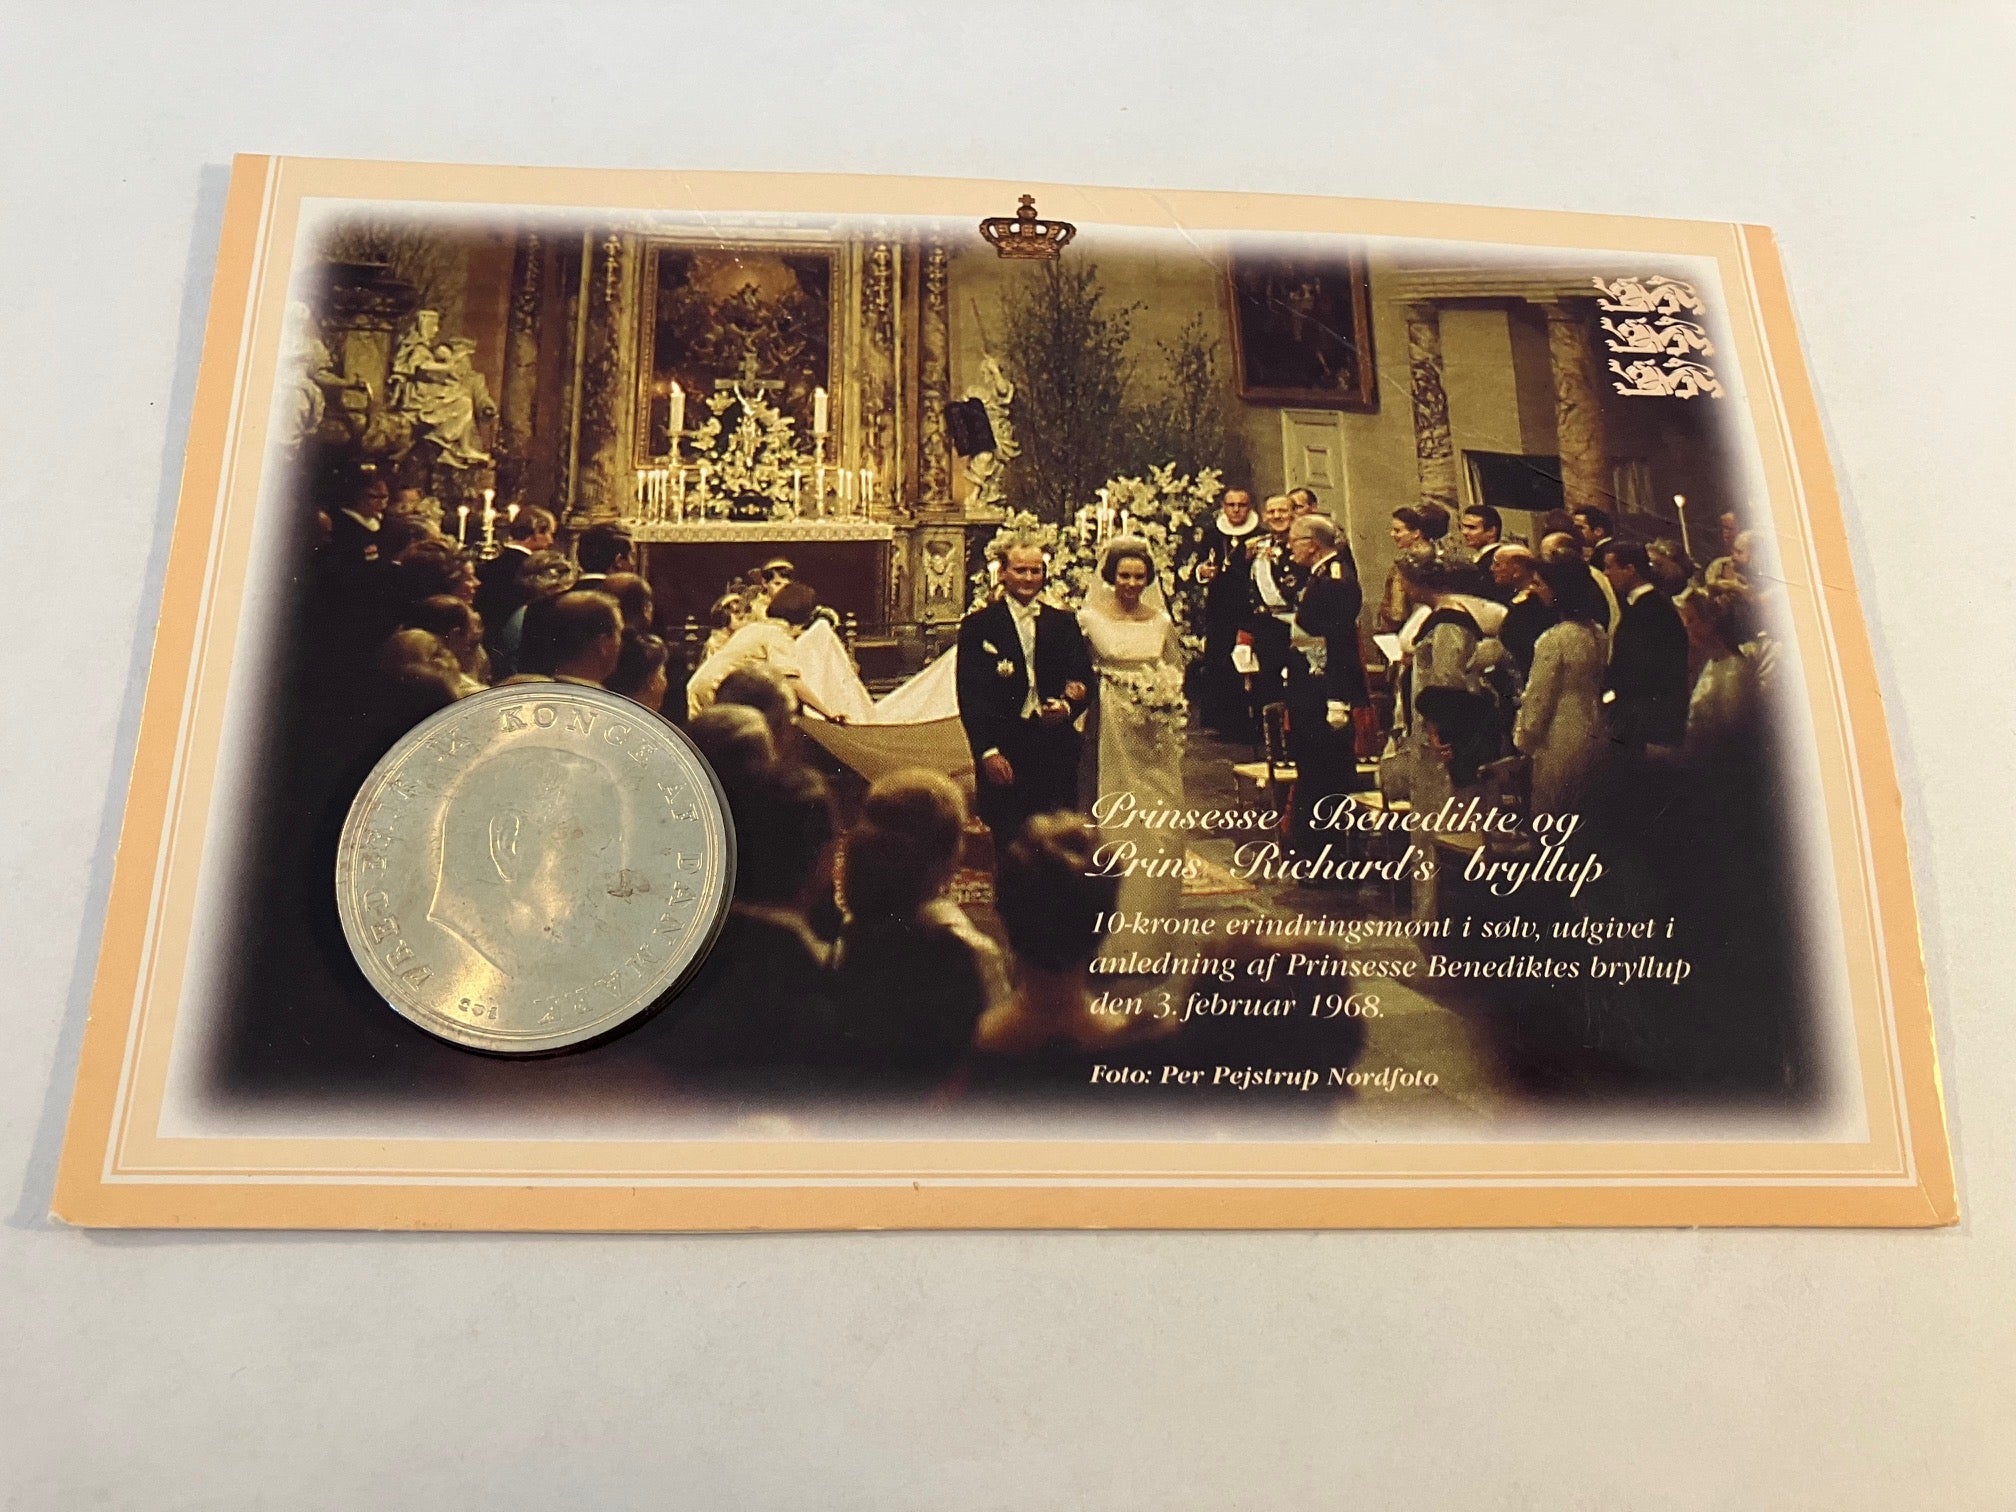 FREDERIK IX KONGE AF DANMARK
Prinsesse Benedikte og
Prins Richard's bryllup
10-krone erindringsmønt i sølv, udgivet i
anledning af Prinsesse Benediktes bryllup
den 3. februar 1968.
Foto: Per Pejstrup Nordfoto